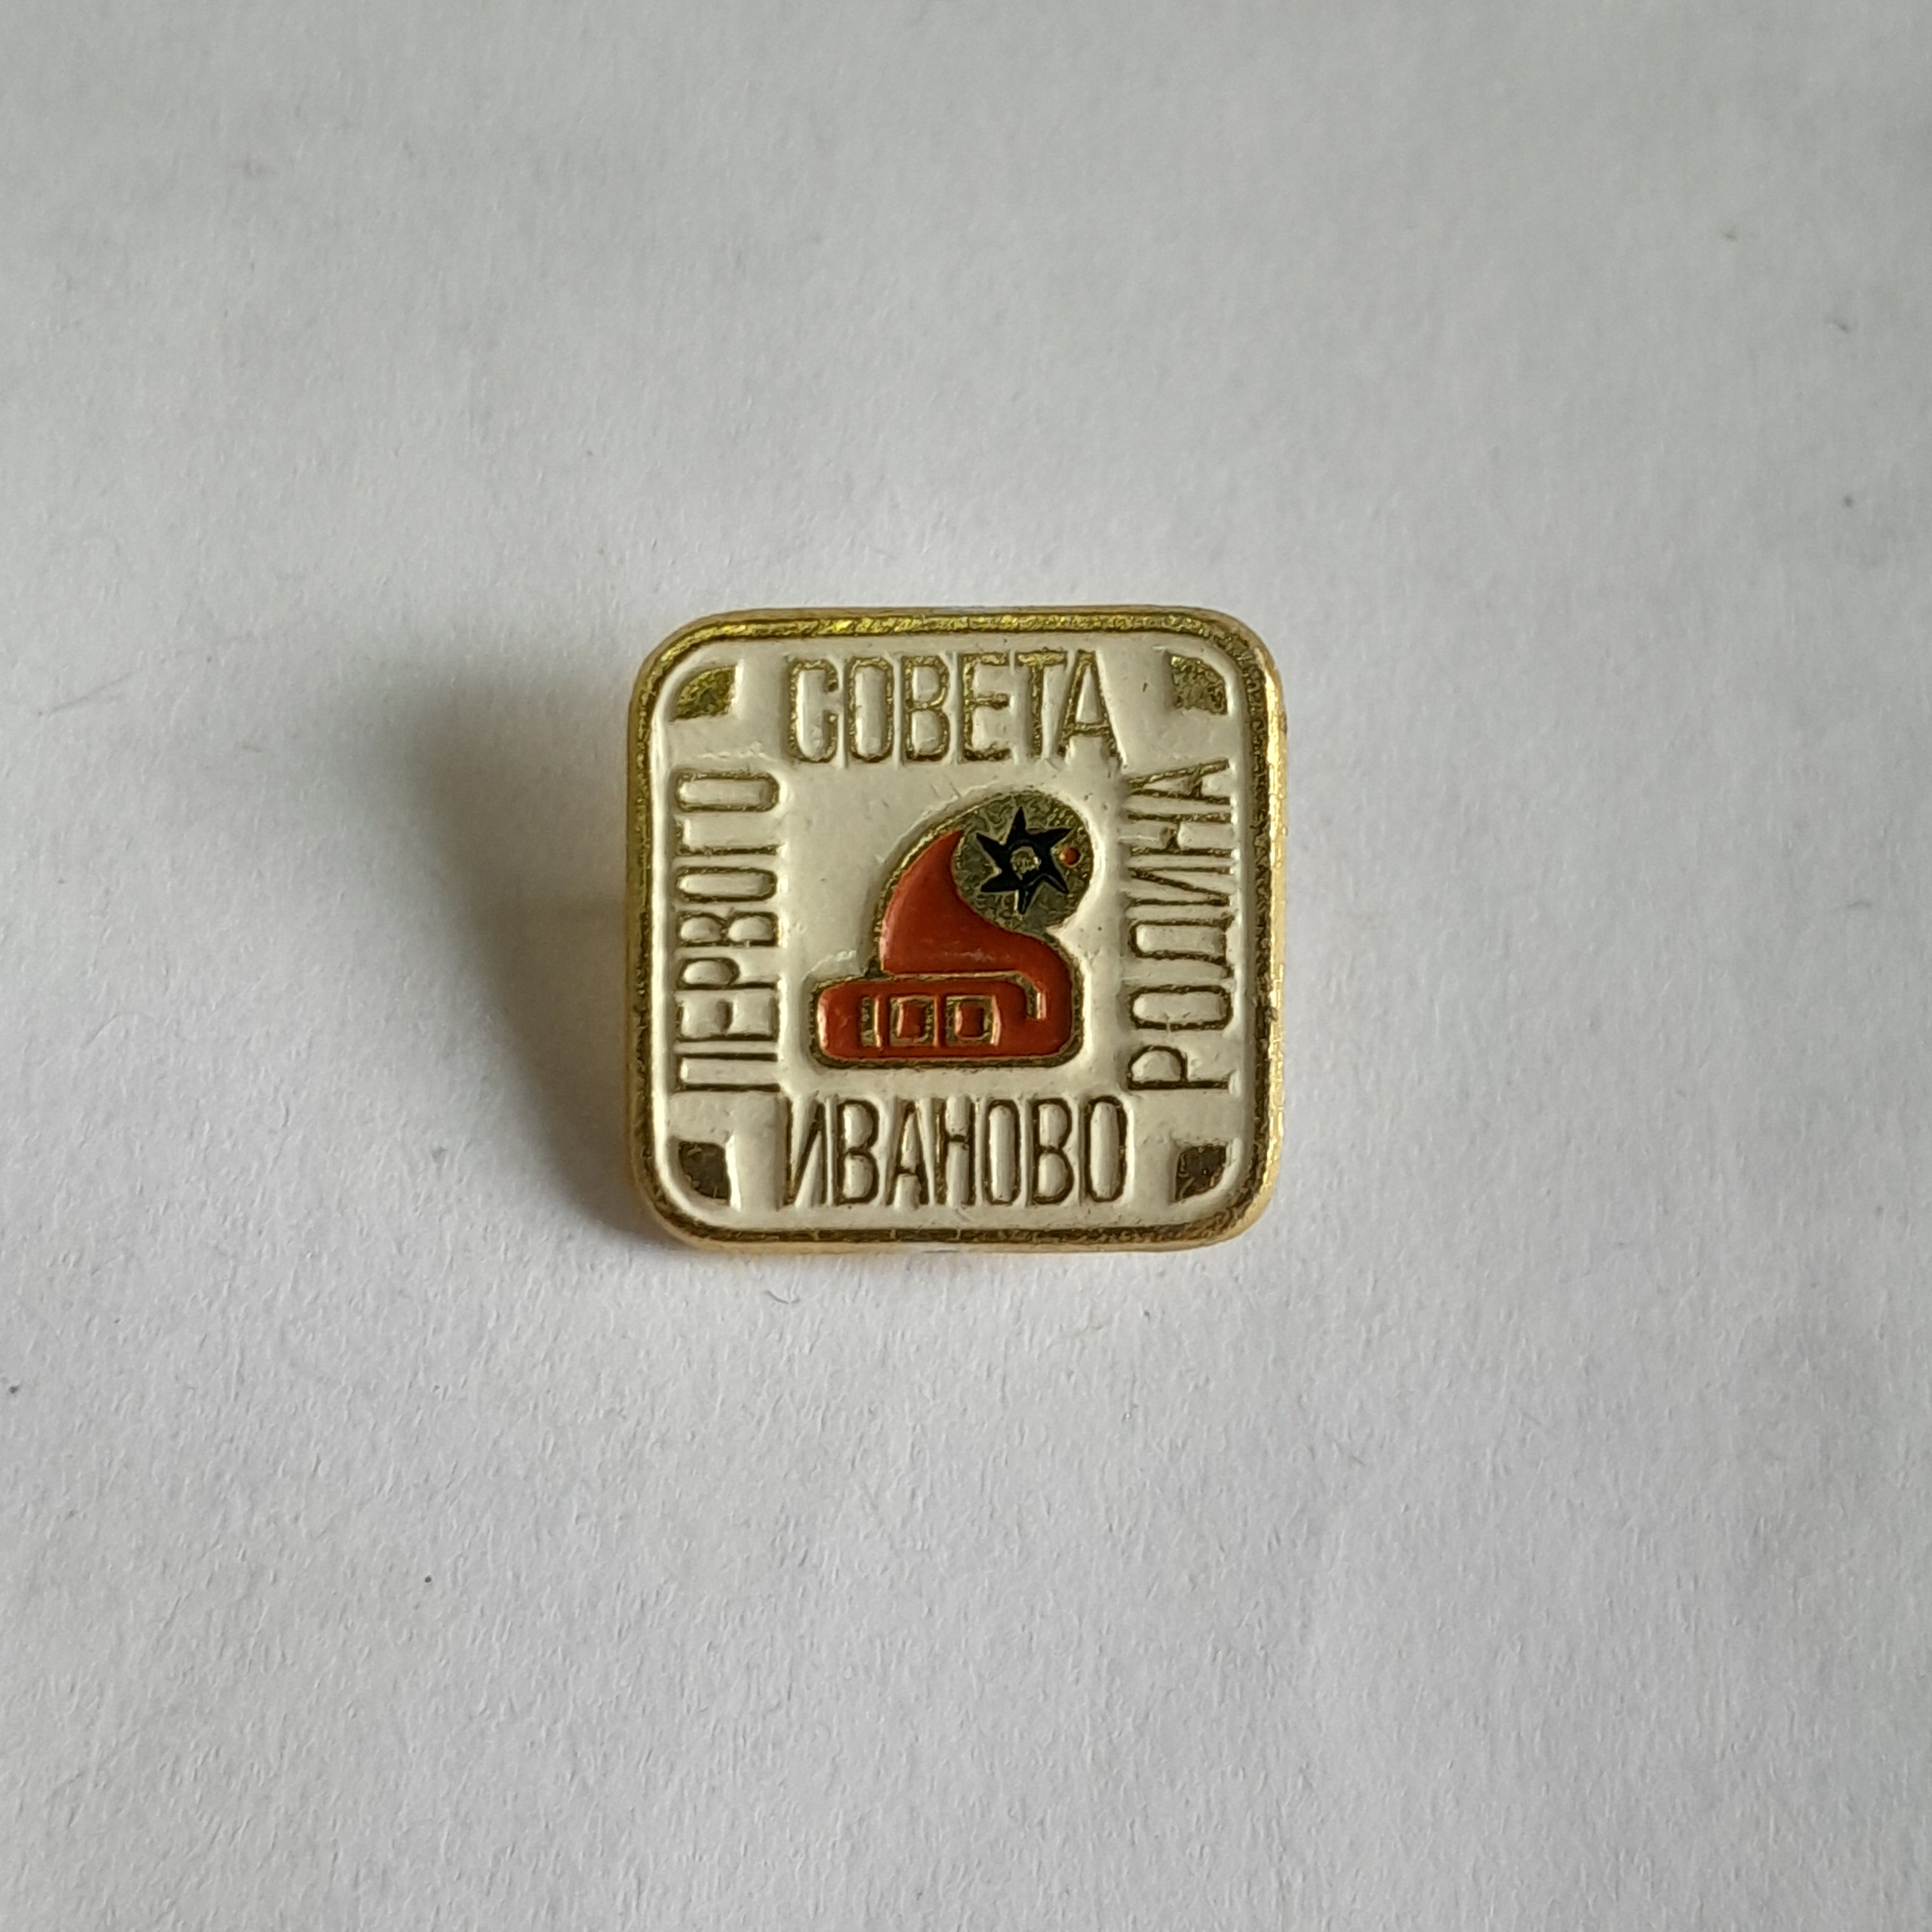 СОВЕТА
ПЕРВОГО
РОДИНА
100
ИВАНОВО